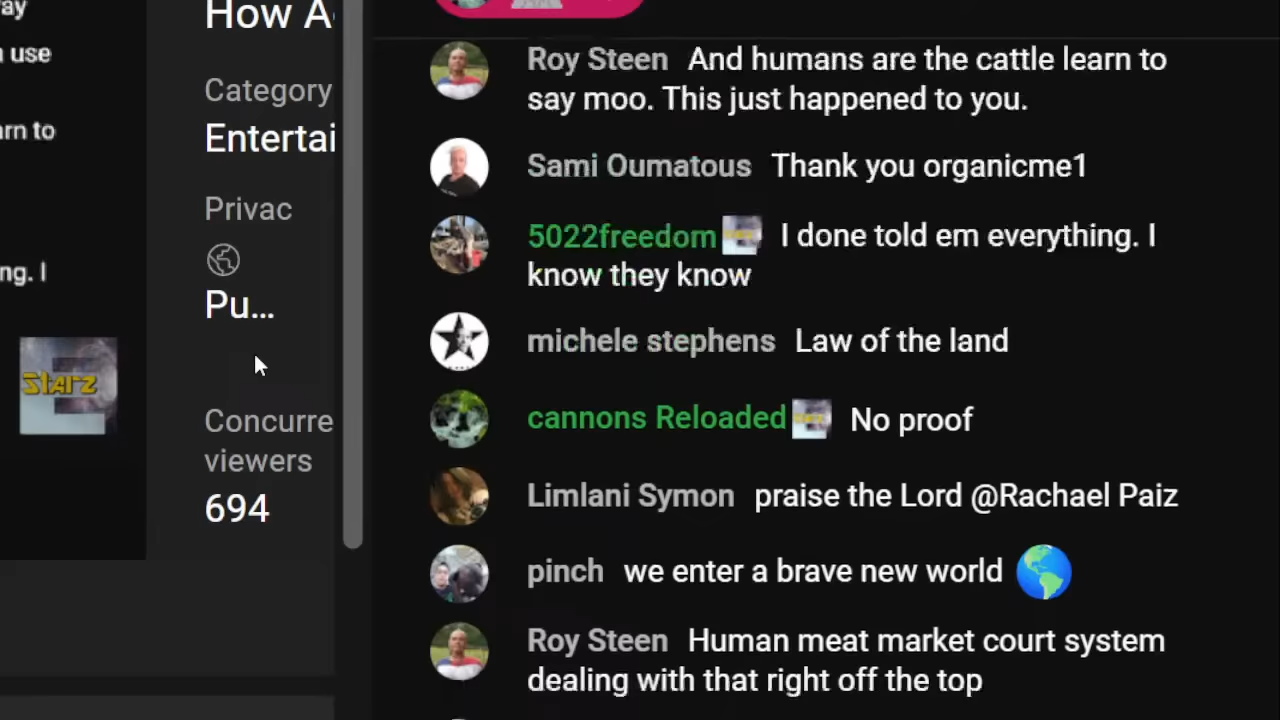 ay
use
arn to
ng. I
starz
How A
Category
Entertai
Privac
Pu...
Concurre
viewers
694
Roy Steen And humans are the cattle learn to
say moo. This just happened to you.
Sami Oumatous Thank you organicme1
5022freedom I done told em everything. I
know they know
michele stephens Law of the land
cannons Reloaded No proof
Limlani Symon praise the Lord @Rachael Paiz
pinch we enter a brave new world
Roy Steen Human meat market court system
dealing with that right off the top